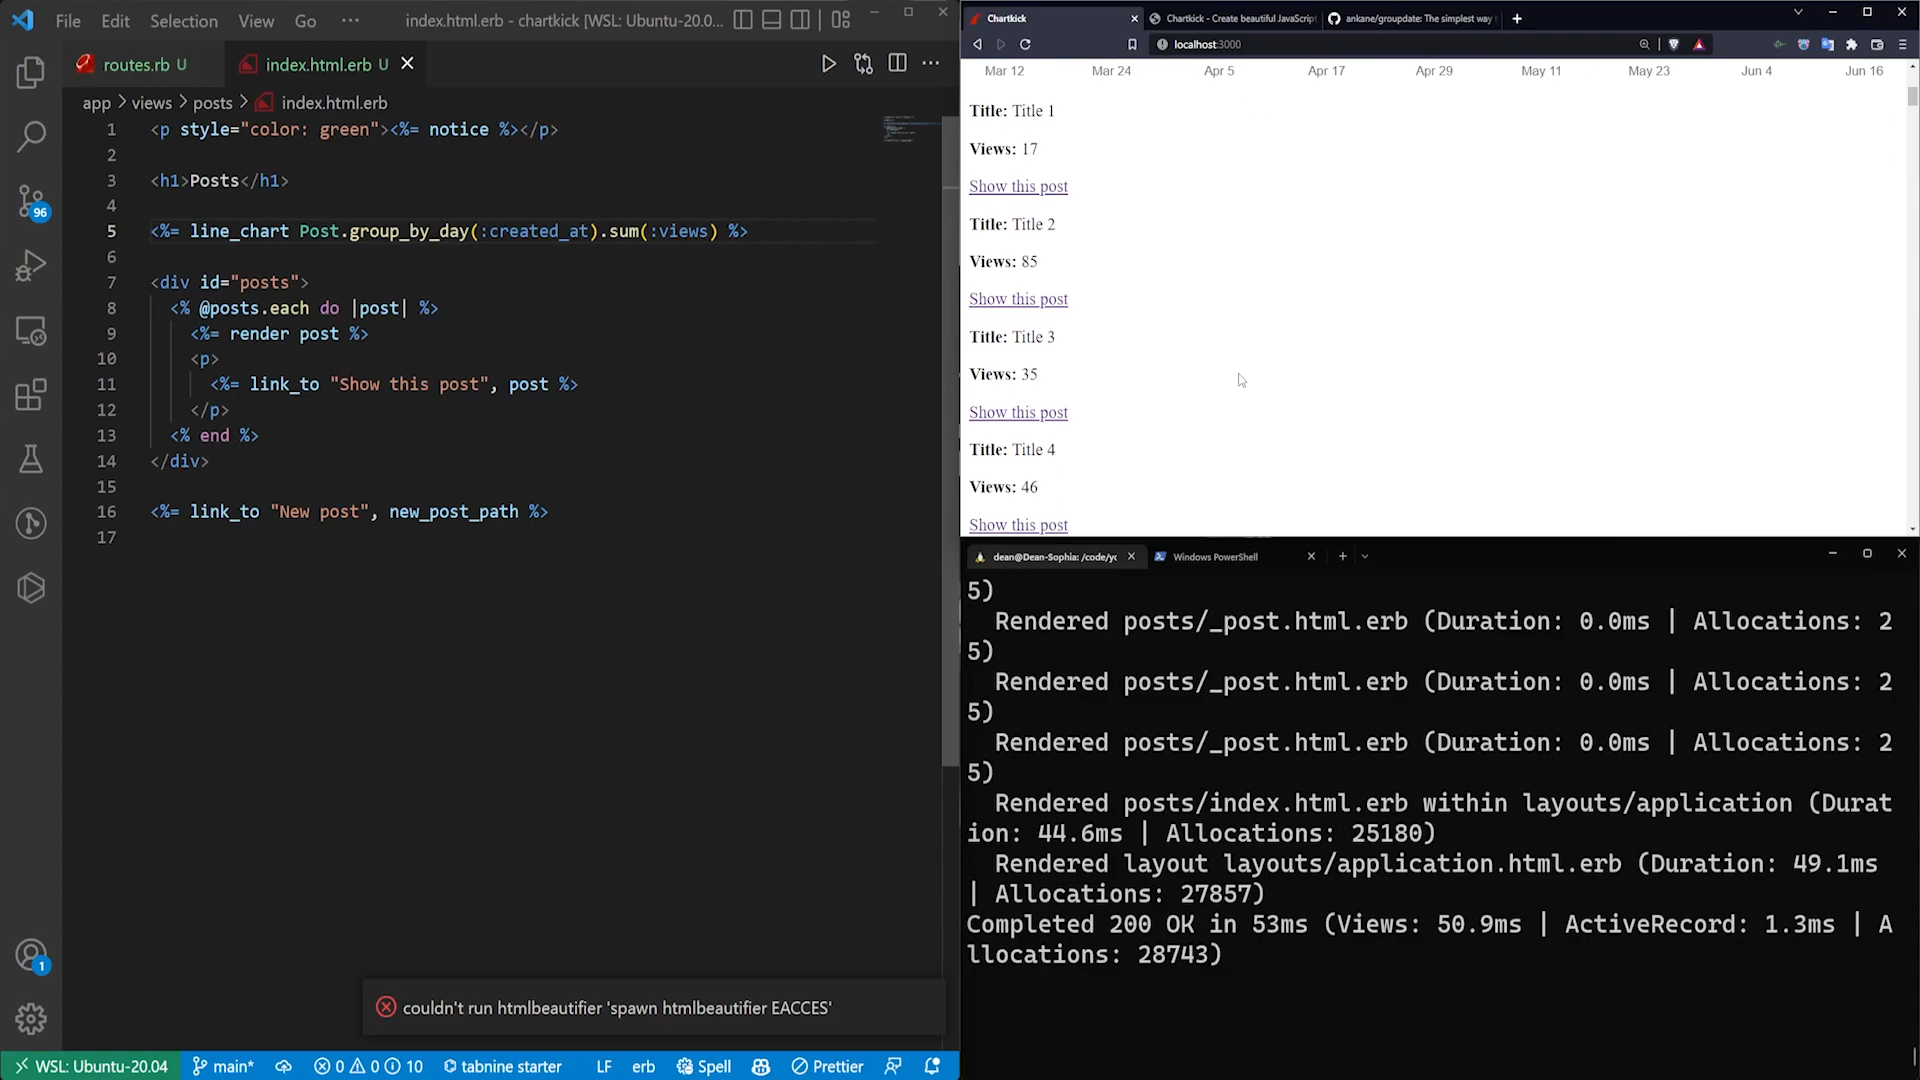 File Edit Selection View Go ··· index.html.erb - chartkick [WSL: Ubuntu-20.0...
routes.rb U index.html.erb U
app > views > posts > index.html.erb
1 <p style="color: green"><%= notice %></p>
2
3 <h1>Posts</h1>
4
5 <%= line_chart Post.group_by_day(:created_at).sum(:views) %>
6
7 <div id="posts">
8 <% @posts.each do |post| %>
9 <%= render post %>
10 <p>
11 <%= link_to "Show this post", post %>
12 </p>
13 <% end %>
14 </div>
15
16 <%= link_to "New post", new_post_path %>
17
96
1
couldn't run htmlbeautifier 'spawn htmlbeautifier EACCES'
WSL: Ubuntu-20.04 main* 0 0 10 tabnine starter LF erb Spell Prettier
Chartkick Chartkick - Create beautiful JavaScript ankane/groupdate: The simplest way t
localhost:3000
Mar 12 Mar 24 Apr 5 Apr 17 Apr 29 May 11 May 23 Jun 4 Jun 16
Title: Title 1
Views: 17
Show this post
Title: Title 2
Views: 85
Show this post
Title: Title 3
Views: 35
Show this post
Title: Title 4
Views: 46
Show this post
dean@Dean-Sophia: /code/yc Windows PowerShell
5)
Rendered posts/_post.html.erb (Duration: 0.0ms | Allocations: 2
5)
Rendered posts/_post.html.erb (Duration: 0.0ms | Allocations: 2
5)
Rendered posts/_post.html.erb (Duration: 0.0ms | Allocations: 2
5)
Rendered posts/index.html.erb within layouts/application (Durat
ion: 44.6ms | Allocations: 25180)
Rendered layout layouts/application.html.erb (Duration: 49.1ms
| Allocations: 27857)
Completed 200 OK in 53ms (Views: 50.9ms | ActiveRecord: 1.3ms | A
llocations: 28743)